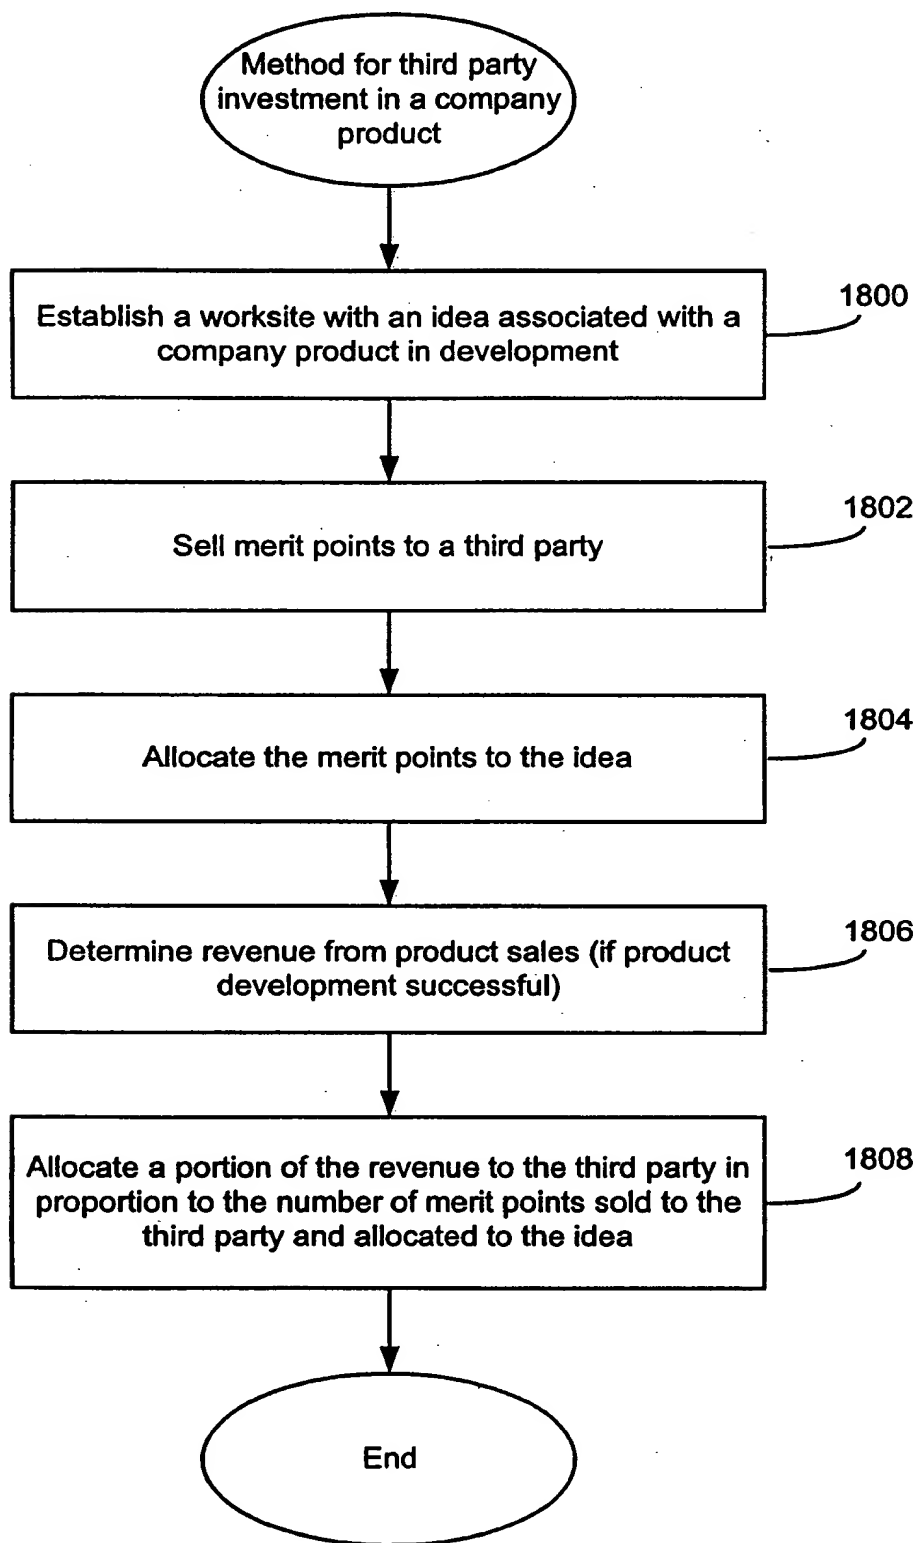 Method for third party
investment in a company
product
Establish a worksite with an idea associated with a
company product in development
1800
Sell merit points to a third party
1802
Allocate the merit points to the idea
1804
Determine revenue from product sales (if product
development successful)
1806
Allocate a portion of the revenue to the third party in
proportion to the number of merit points sold to the
third party and allocated to the idea
1808
End